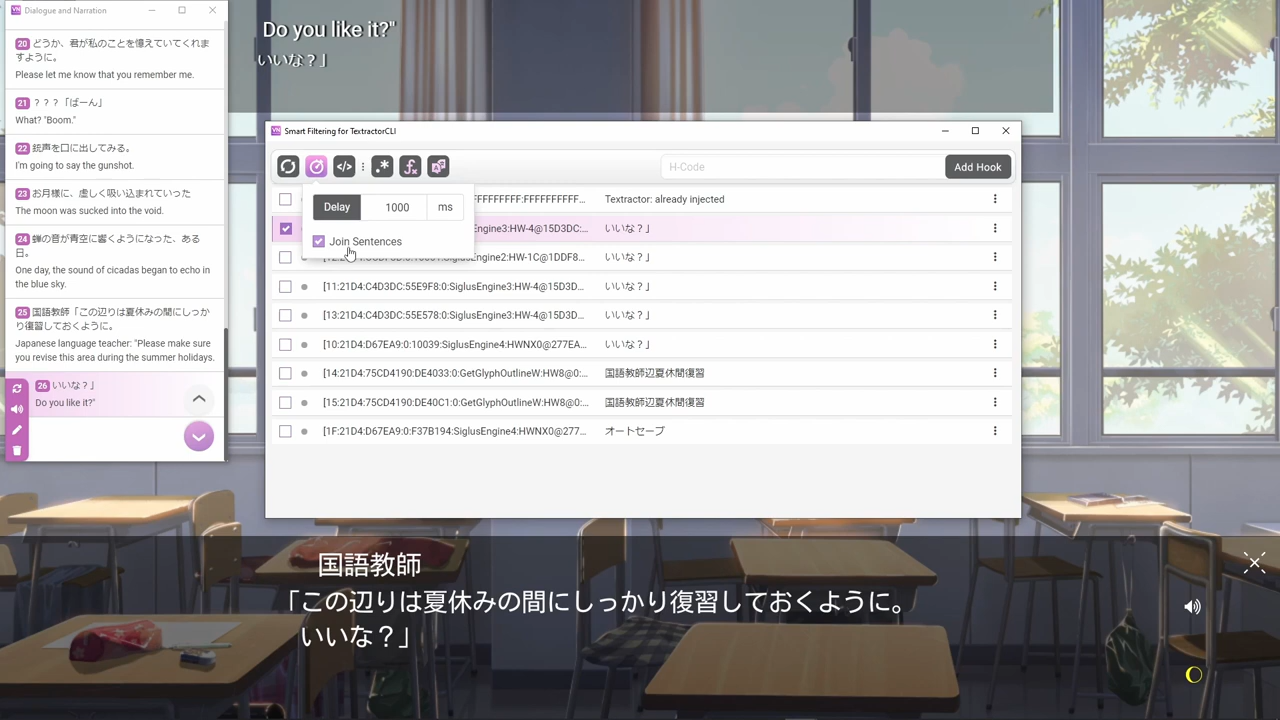 Dialogue and Narration
20 どうか、君が私のことを憶えていてくれま
すように。
Please let me know that you remember me.
21 ？？？「ばーん」
What? "Boom."
22 銃声を口に出してみる。
I'm going to say the gunshot.
23 お月様に、虚しく吸い込まれていった
The moon was sucked into the void.
24 蝉の音が青空に響くようになった、ある
日。
One day, the sound of cicadas began to echo in
the blue sky.
25 国語教師「この辺りは夏休みの間にしっか
り復習しておくように。
Japanese language teacher: "Please make sure
you revise this area during the summer holidays.
26 いいな？」
Do you like it?"
Do you like it?"
いいな？」
Smart Filtering for TextractorCLI
H-Code
Add Hook
FFFFFFFFF:FFFFFFFFFF... Textractor: already injected
Delay 1000 ms
Engine3:HW-4@15D3DC:... いいな？」
Join Sentences
Engine2:HW-1C@1DDF8... いいな？」
[11:21D4:C4D3DC:55E9F8:0:SiglusEngine3:HW-4@15D3D... いいな？」
[13:21D4:C4D3DC:55E578:0:SiglusEngine3:HW-4@15D3D... いいな？」
[10:21D4:D67EA9:0:10039:SiglusEngine4:HWNX0@277EA... いいな？」
[14:21D4:75CD4190:DE4033:0:GetGlyphOutlineW:HW8@0:... 国語教師辺夏休間復習
[15:21D4:75CD4190:DE40C1:0:GetGlyphOutlineW:HW8@0:... 国語教師辺夏休間復習
[1F:21D4:D67EA9:0:F37B194:SiglusEngine4:HWNX0@277... オートセーブ
国語教師
「この辺りは夏休みの間にしっかり復習しておくように。
いいな？」